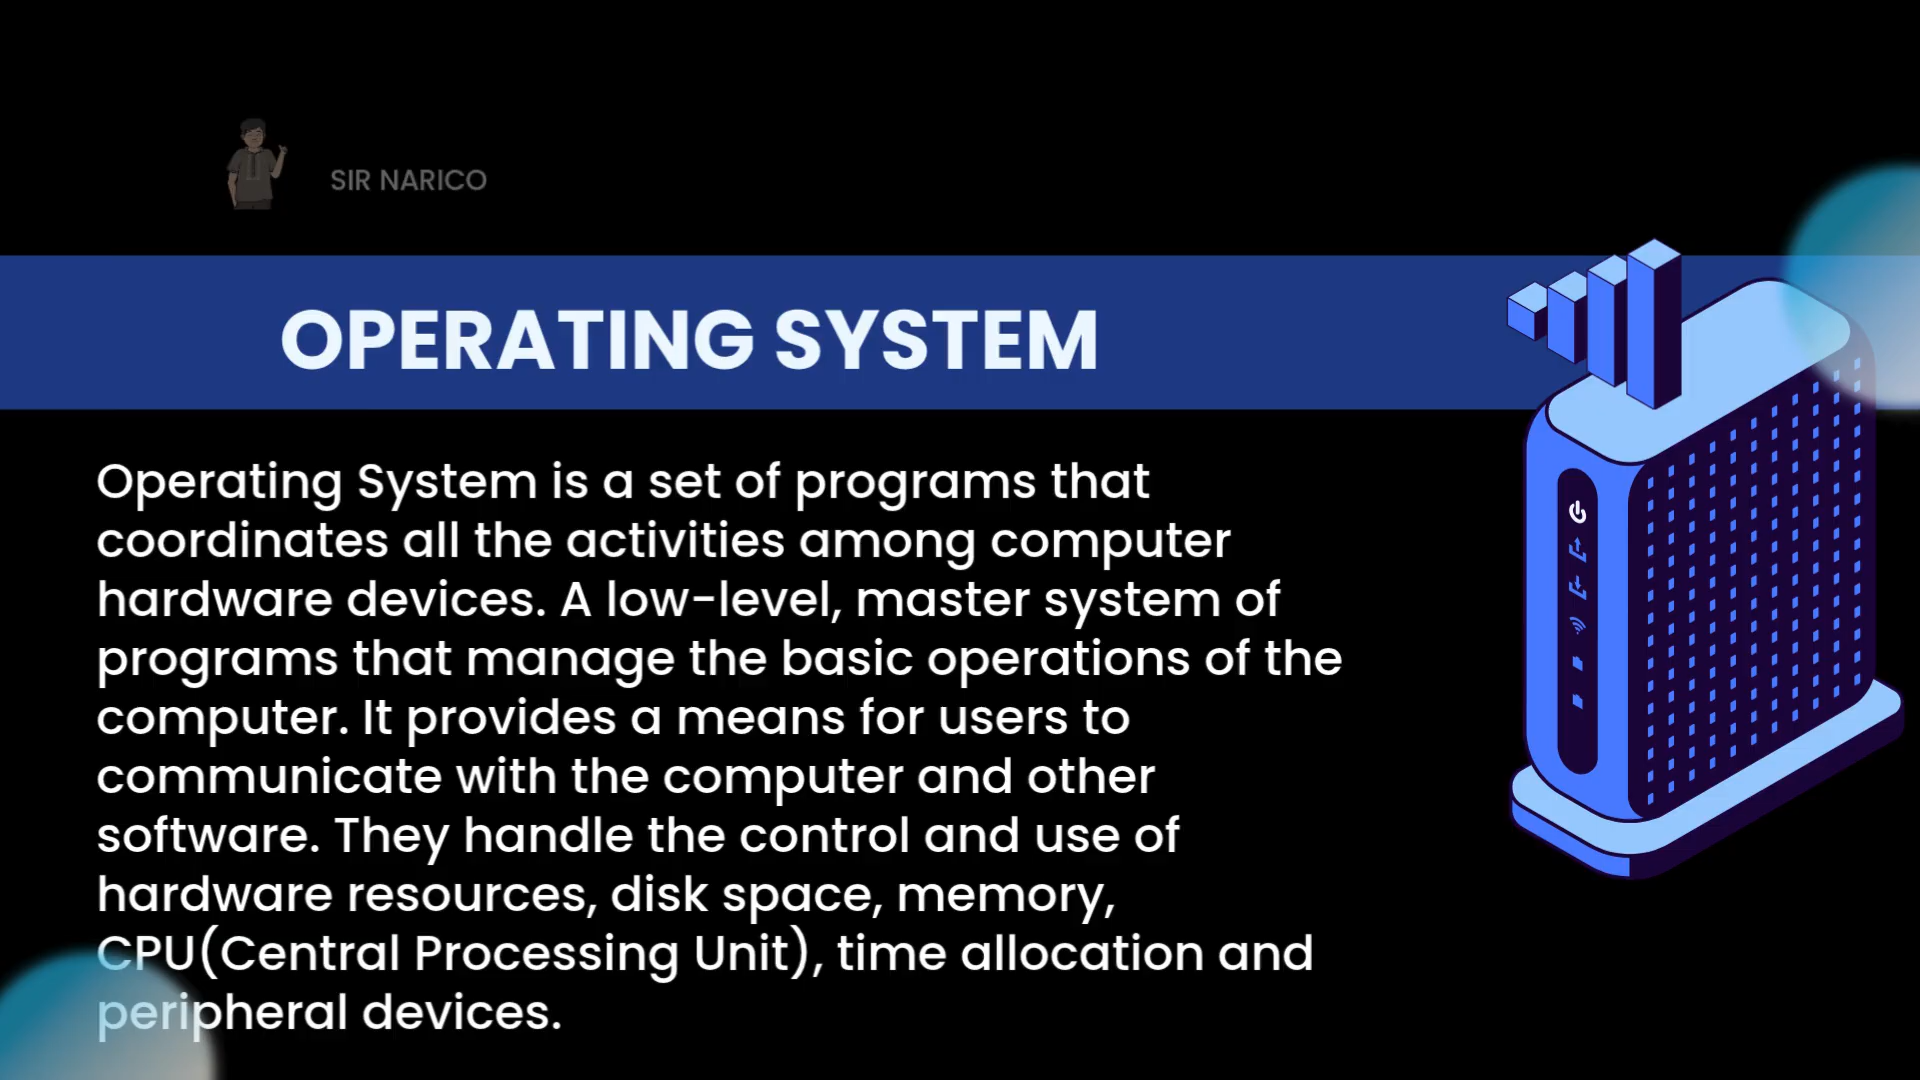 SIR NARICO
OPERATING SYSTEM
Operating System is a set of programs that
coordinates all the activities among computer
hardware devices. A low-level, master system of
programs that manage the basic operations of the
computer. It provides a means for users to
communicate with the computer and other
software. They handle the control and use of
hardware resources, disk space, memory,
CPU(Central Processing Unit), time allocation and
peripheral devices.